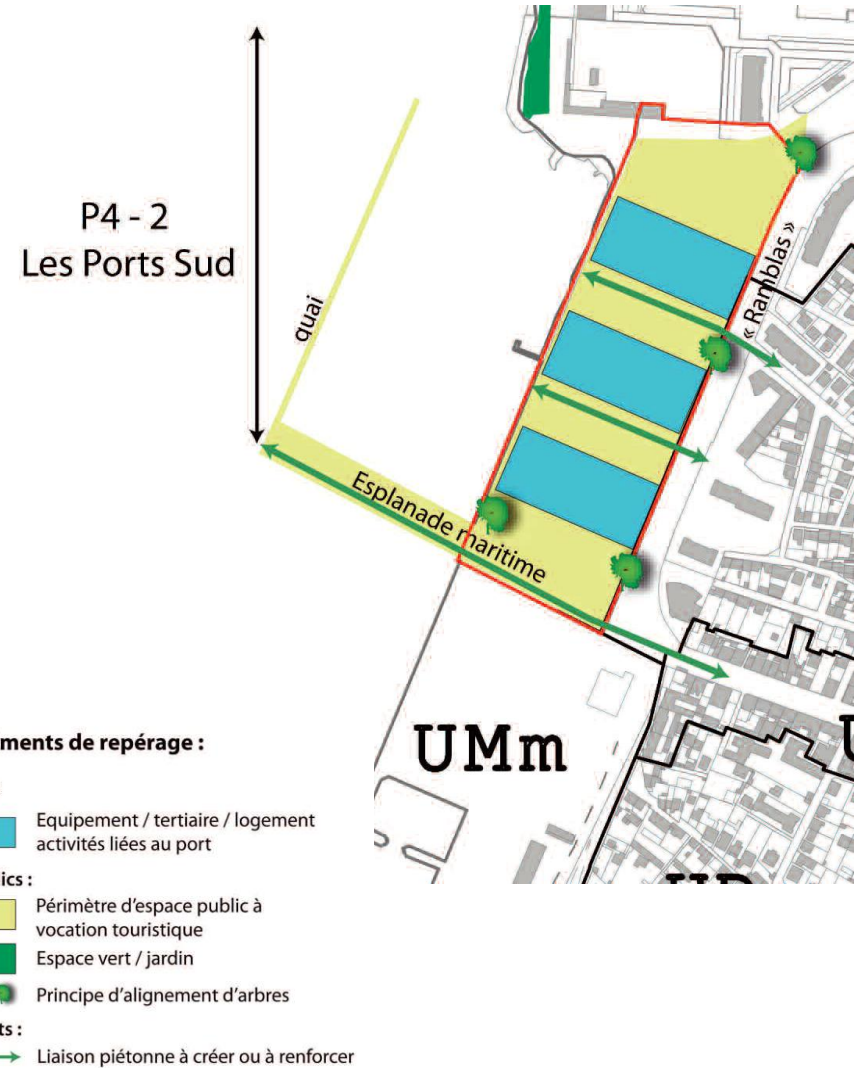 P4 - 2
Les Ports Sud
quai
« Ramblas »
Esplanade maritime
UMm
ments de repérage :
:
Equipement / tertiaire / logement
activités liées au port
lics :
Périmètre d'espace public à
vocation touristique
Espace vert / jardin
Principe d'alignement d'arbres
ts :
Liaison piétonne à créer ou à renforcer